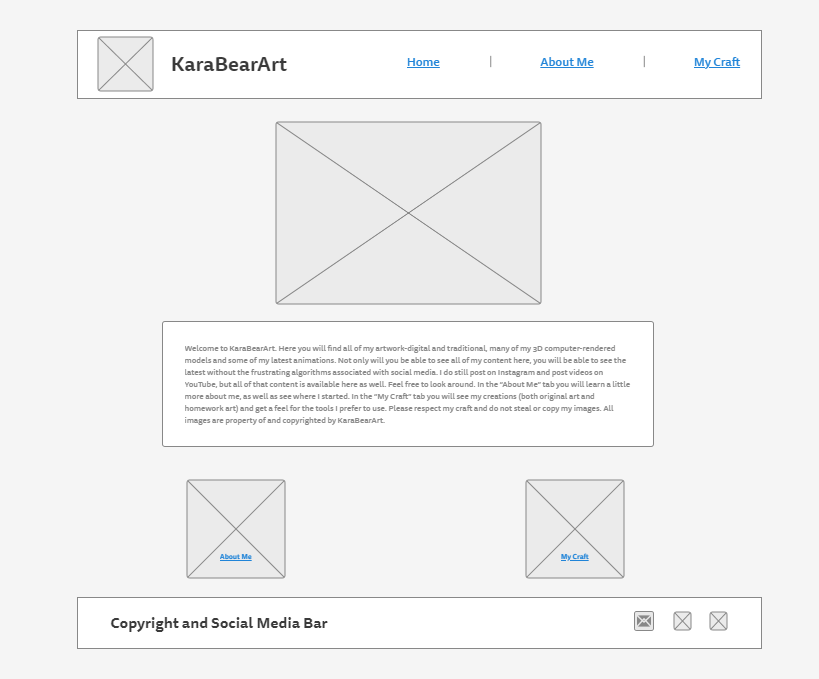 KaraBearArt
Home | About Me | My Craft
Welcome to KaraBearArt. Here you will find all of my artwork-digital and traditional, many of my 3D computer-rendered
models and some of my latest animations. Not only will you be able to see all of my content here, you will be able to see the
latest without the frustrating algorithms associated with social media. I do still post on Instagram and post videos on
YouTube, but all of that content is available here as well. Feel free to look around. In the "About Me" tab you will learn a little
more about me, as well as see where I started. In the "My Craft" tab you will see my creations (both original art and
homework art) and get a feel for the tools I prefer to use. Please respect my craft and do not steal or copy my images. All
images are property of and copyrighted by KaraBearArt.
About Me
My Craft
Copyright and Social Media Bar